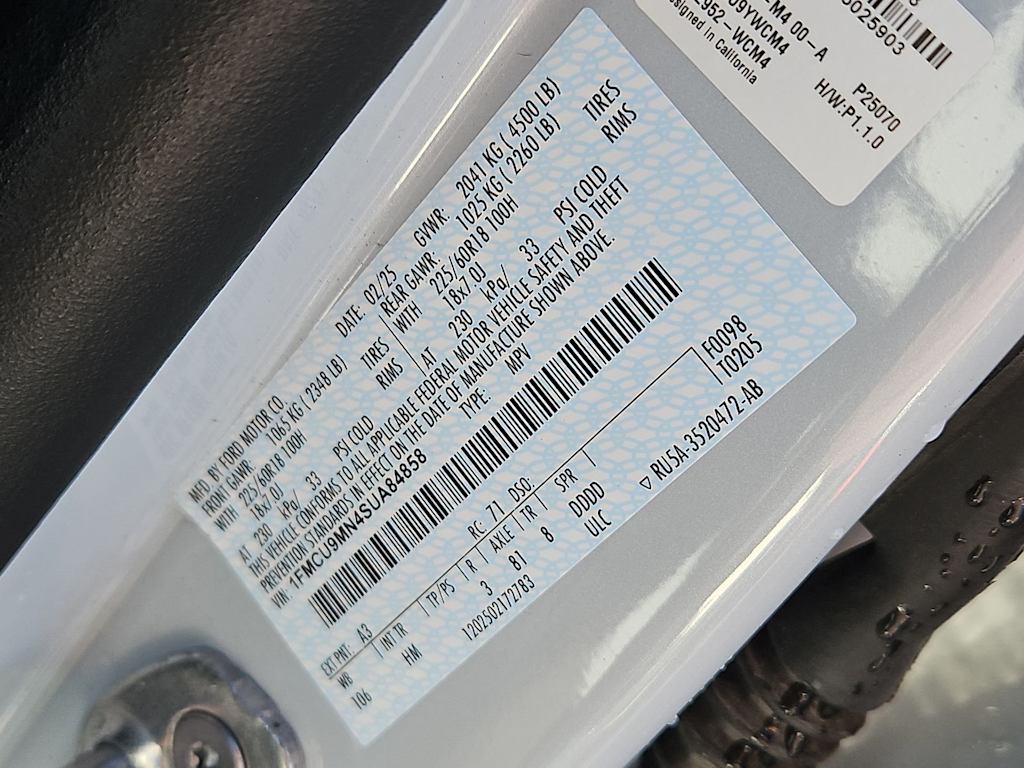 MFD. BY FORD MOTOR CO.
DATE: 02/25 GVWR: 2041 KG ( 4500 LB)
FRONT GAWR: 1065 KG ( 2348 LB) REAR GAWR: 1025 KG ( 2260 LB)
WITH 225/60R18 100H TIRES WITH 225/60R18 100H TIRES
18x7.0J RIMS 18x7.0J RIMS
AT 230 kPa/ 33 PSI COLD AT 230 kPa/ 33 PSI COLD
THIS VEHICLE CONFORMS TO ALL APPLICABLE FEDERAL MOTOR VEHICLE SAFETY AND THEFT
PREVENTION STANDARDS IN EFFECT ON THE DATE OF MANUFACTURE SHOWN ABOVE.
VIN: 1FMCU9MN4SUA84858 TYPE: MPV
F0098
T0205
EXT PNT: A3 RC: 71 DSO:
WB INT TR TP/PS R AXLE TR SPR
106 HM 3 81 8 DDDD
1202502172783 ULC
▽ RU5A-3520472-AB
EM4 00-A
U9YWCM4
952-WCM4
signed in California
025903
P25070
H/W:P1.1.0